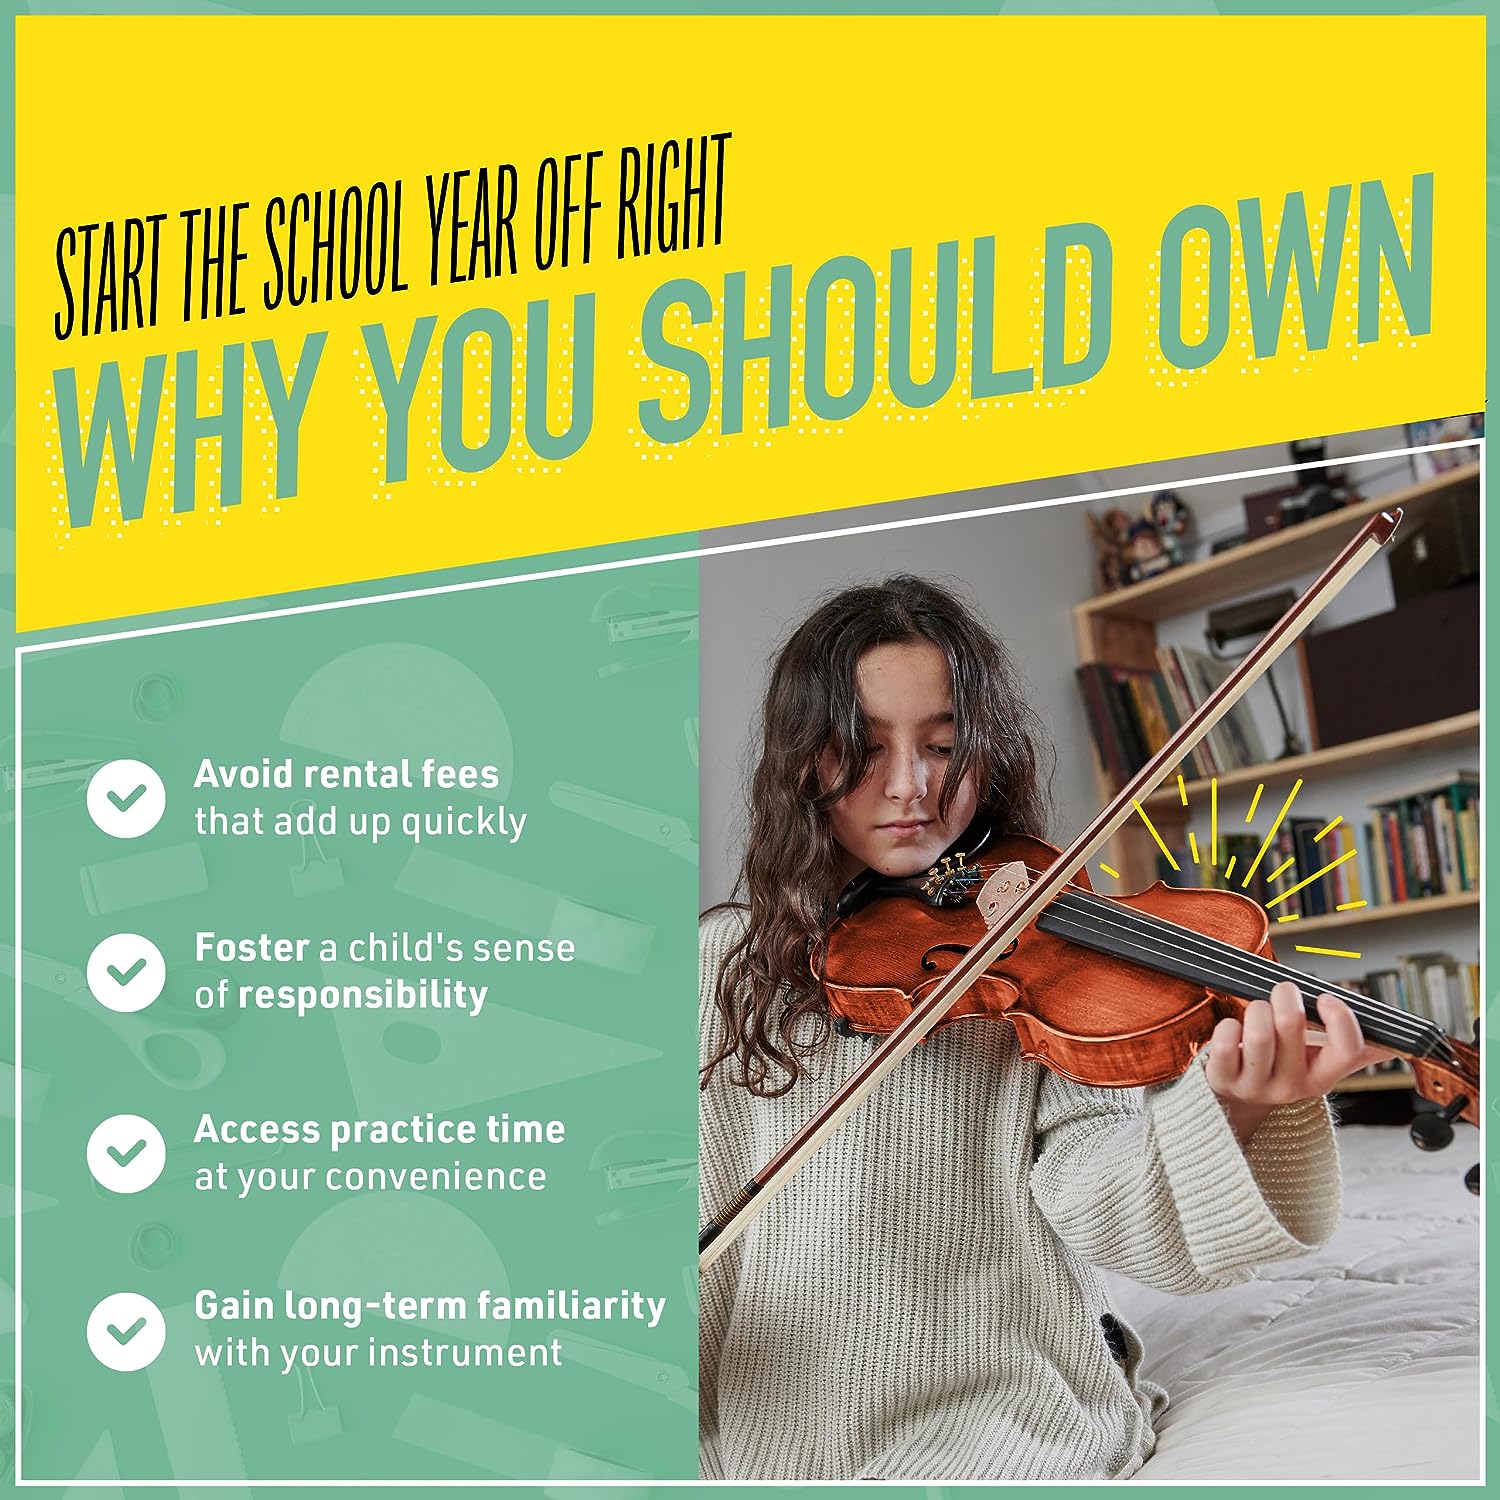 START THE SCHOOL YEAR OFF RIGHT
WHY YOU SHOULD OWN
Avoid rental fees
that add up quickly
Foster a child's sense
of responsibility
Access practice time
at your convenience
Gain long-term familiarity
with your instrument